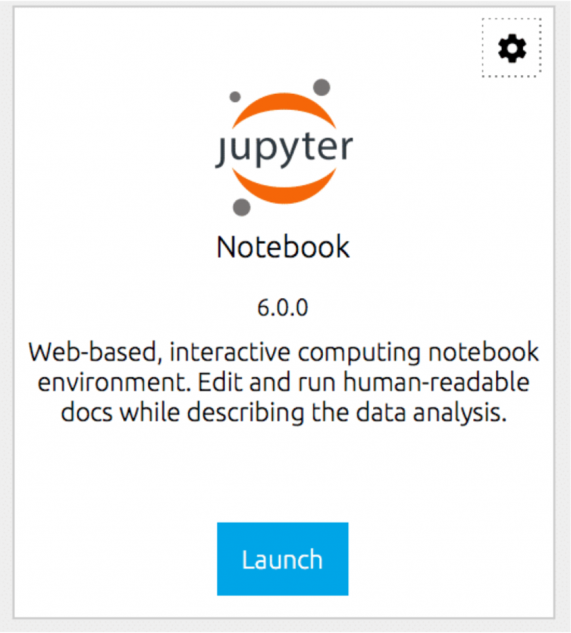 jupyter
Notebook
6.0.0
Web-based, interactive computing notebook
environment. Edit and run human-readable
docs while describing the data analysis.
Launch